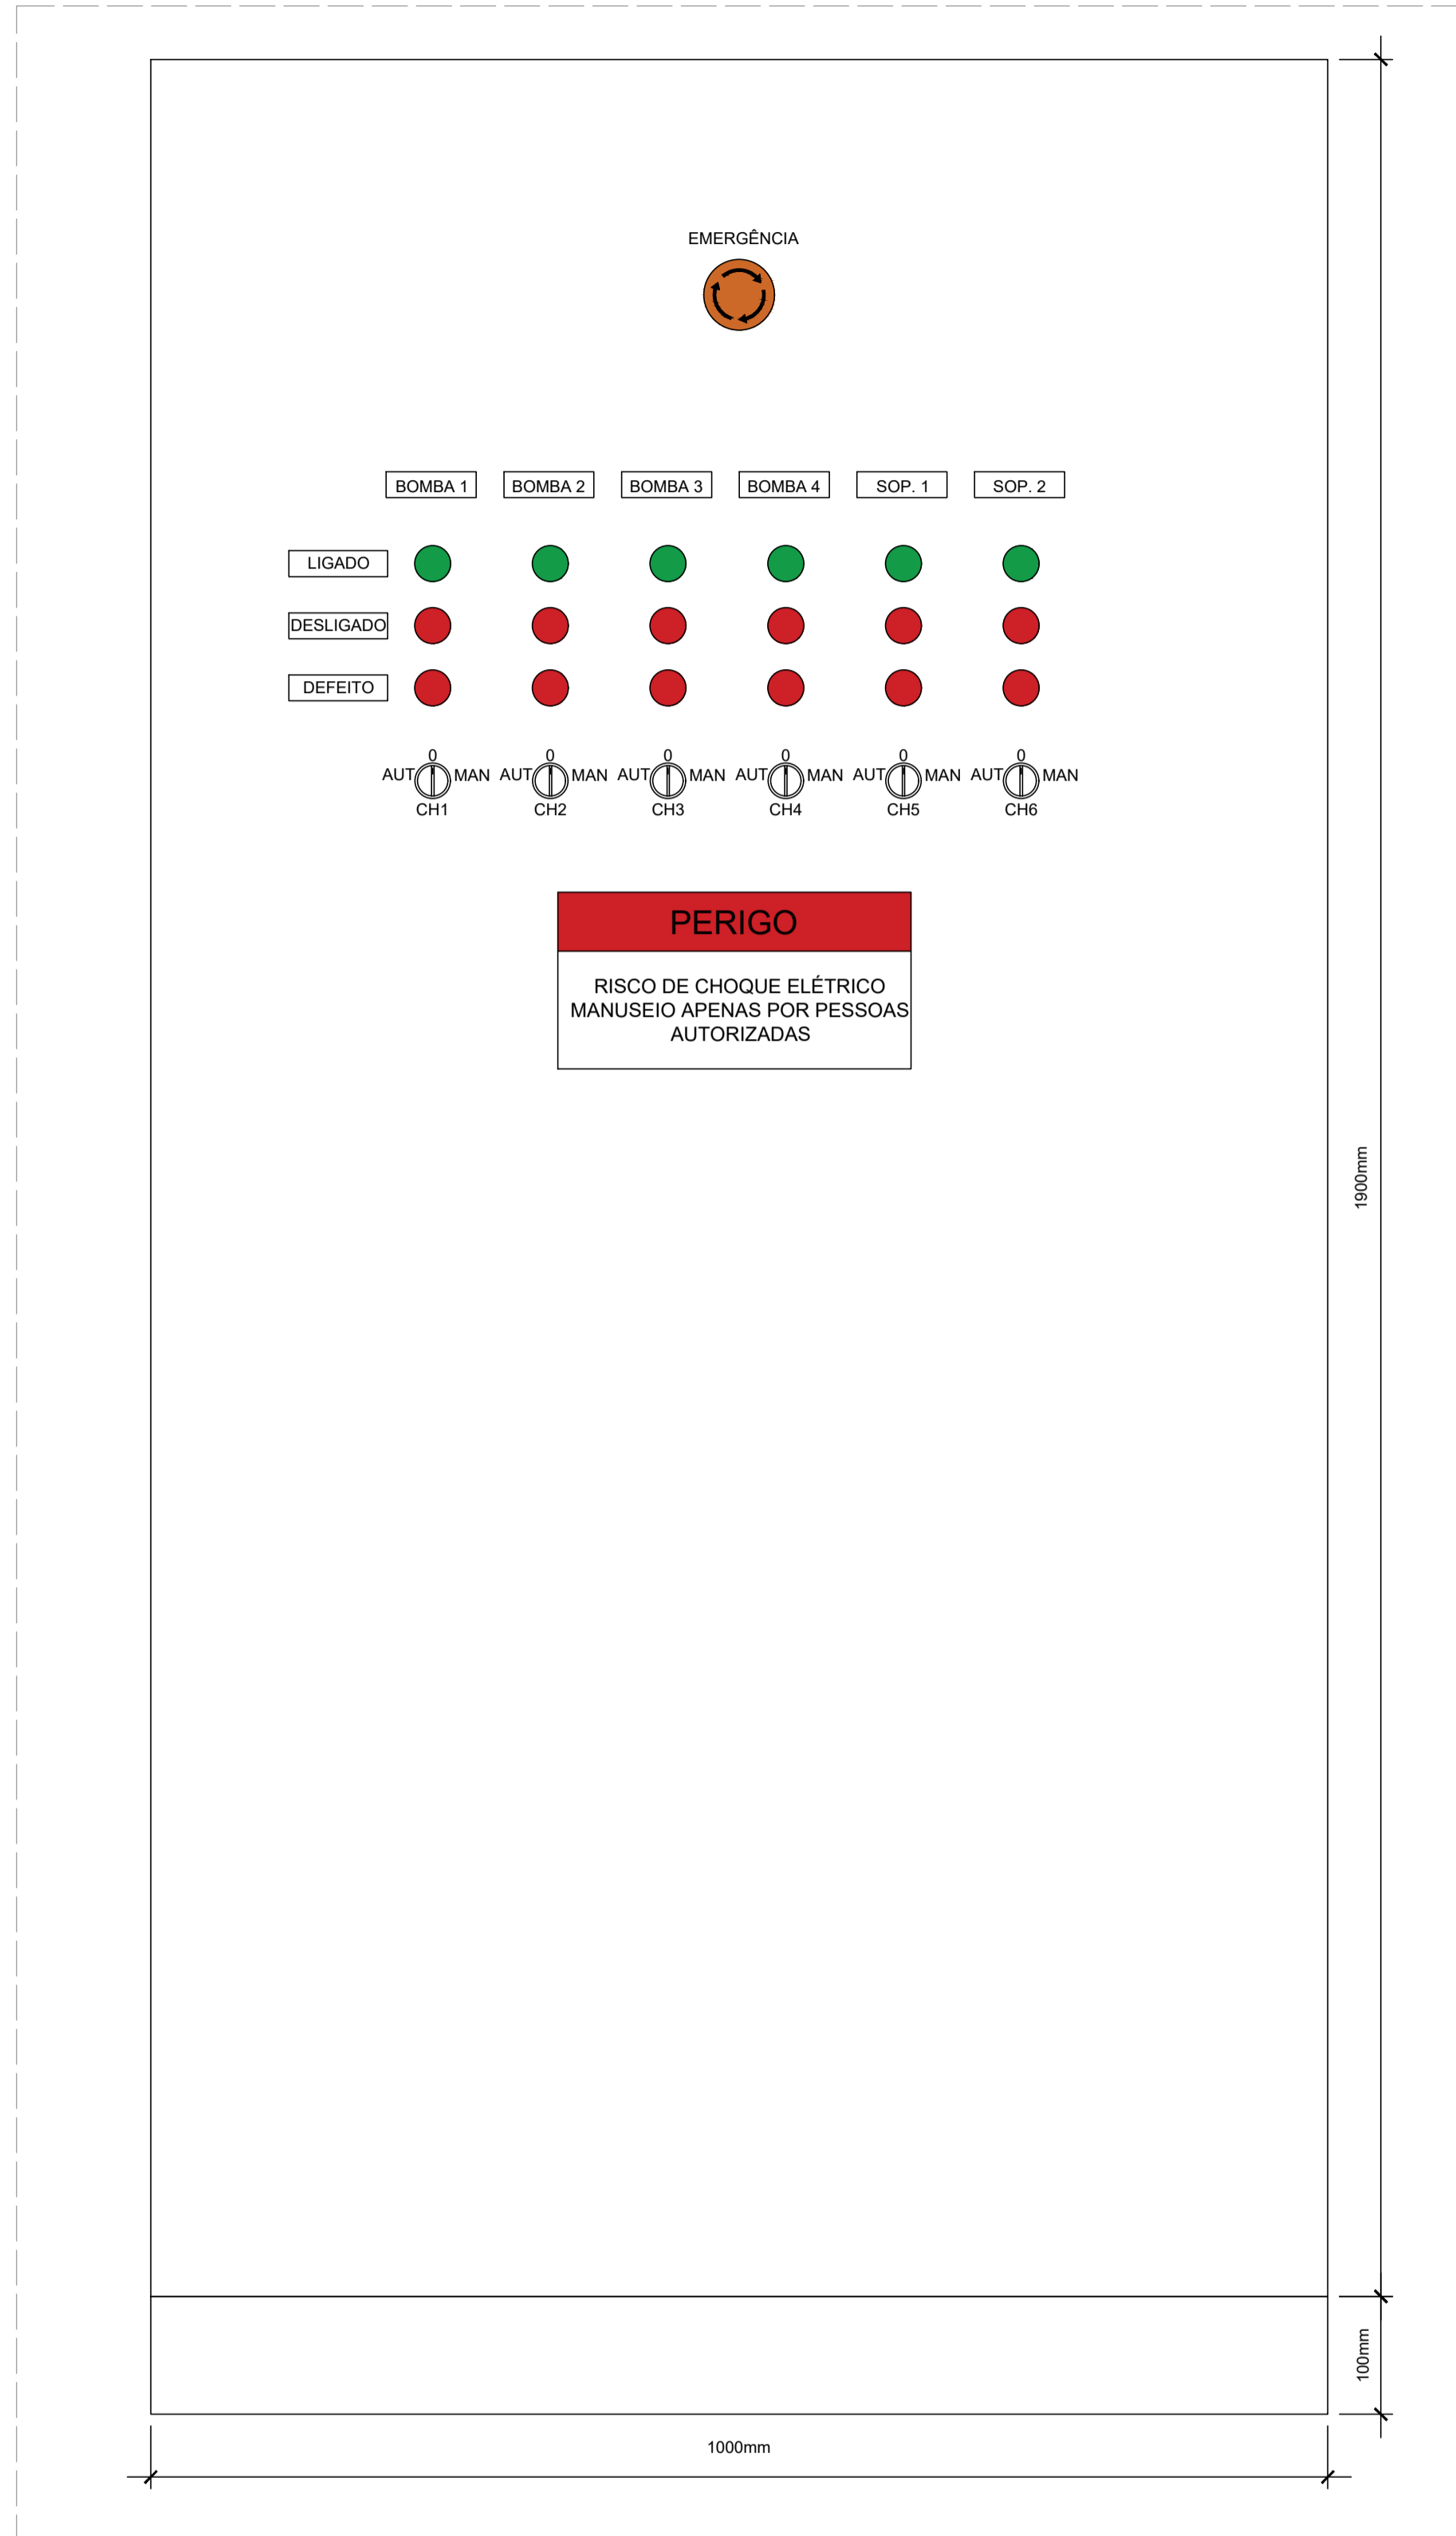 EMERGÊNCIA
BOMBA 1 BOMBA 2 BOMBA 3 BOMBA 4 SOP. 1 SOP. 2
LIGADO
DESLIGADO
DEFEITO
0 0 0 0 0 0
AUT MAN AUT MAN AUT MAN AUT MAN AUT MAN AUT MAN
CH1 CH2 CH3 CH4 CH5 CH6
PERIGO
RISCO DE CHOQUE ELÉTRICO
MANUSEIO APENAS POR PESSOAS
AUTORIZADAS
1900mm
100mm
1000mm